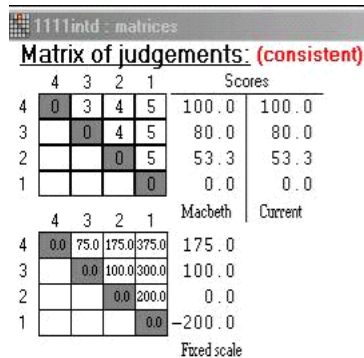 1111intd : matrices
Matrix of judgements: (consistent)
4 3 2 1 Scores
4 0 3 4 5 100.0 100.0
3 0 4 5 80.0 80.0
2 0 5 53.3 53.3
1 0 0.0 0.0
Macbeth Current
4 3 2 1
4 0.0 75.0 175.0 375.0 175.0
3 0.0 100.0 300.0 100.0
2 0.0 200.0 0.0
1 0.0 -200.0
Fixed scale